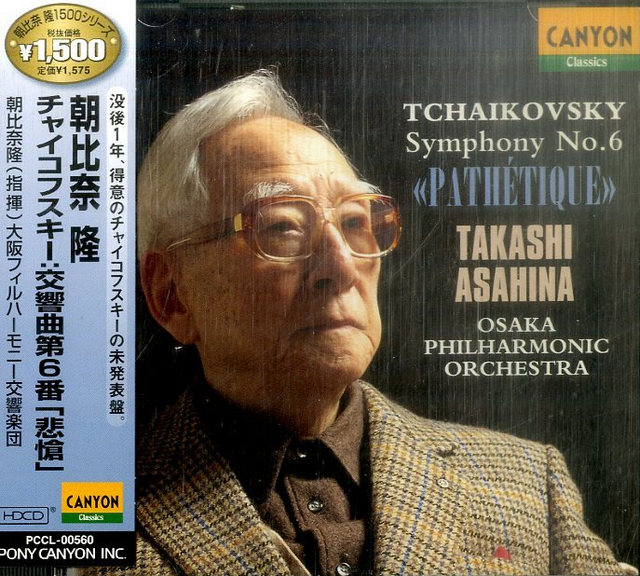 朝比奈 隆1500シリーズ
税抜価格
¥1,500
定価¥1,575
没後1年、得意のチャイコフスキーの未発表盤。
朝比奈 隆
チャイコフスキー:交響曲第6番「悲愴」
朝比奈隆(指揮)大阪フィルハーモニー交響楽団
HDCD®
CANYON
Classics
PCCL-00560
PONY CANYON INC.
CANYON
Classics
TCHAIKOVSKY
Symphony No.6
«PATHÉTIQUE»
TAKASHI
ASAHINA
OSAKA
PHILHARMONIC
ORCHESTRA